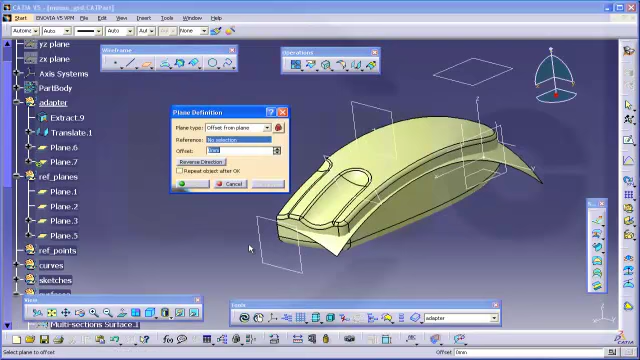 CATIA V5 - [mouse_grid.CATPart]
Start ENOVIA V5 VPM File Edit View Insert Tools Window Help
Auto Auto Aut None
yz plane
zx plane
Axis Systems
PartBody
adapter
Extract.9
Translate.1
Plane.6
Plane.7
ref_planes
Plane.1
Plane.2
Plane.3
Plane.5
ref_points
curves
sketches
Multi-sections Surface.1
Wireframe
Operations
Plane Definition
Plane type: Offset from plane
Reference: No selection
Offset: 0mm
Reverse Direction
Repeat object after OK
Cancel
View
Tools
adapter
Select plane to offset
Offset 0mm